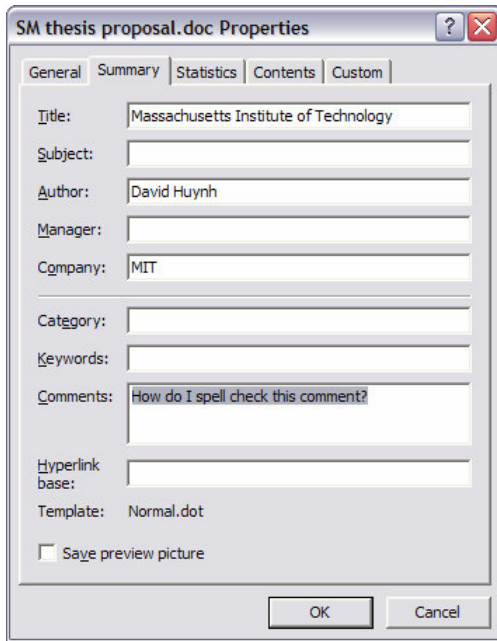 SM thesis proposal.doc Properties
General Summary Statistics Contents Custom
Title: Massachusetts Institute of Technology
Subject:
Author: David Huynh
Manager:
Company: MIT
Category:
Keywords:
Comments: How do I spell check this comment?
Hyperlink
base:
Template: Normal.dot
Save preview picture
OK Cancel